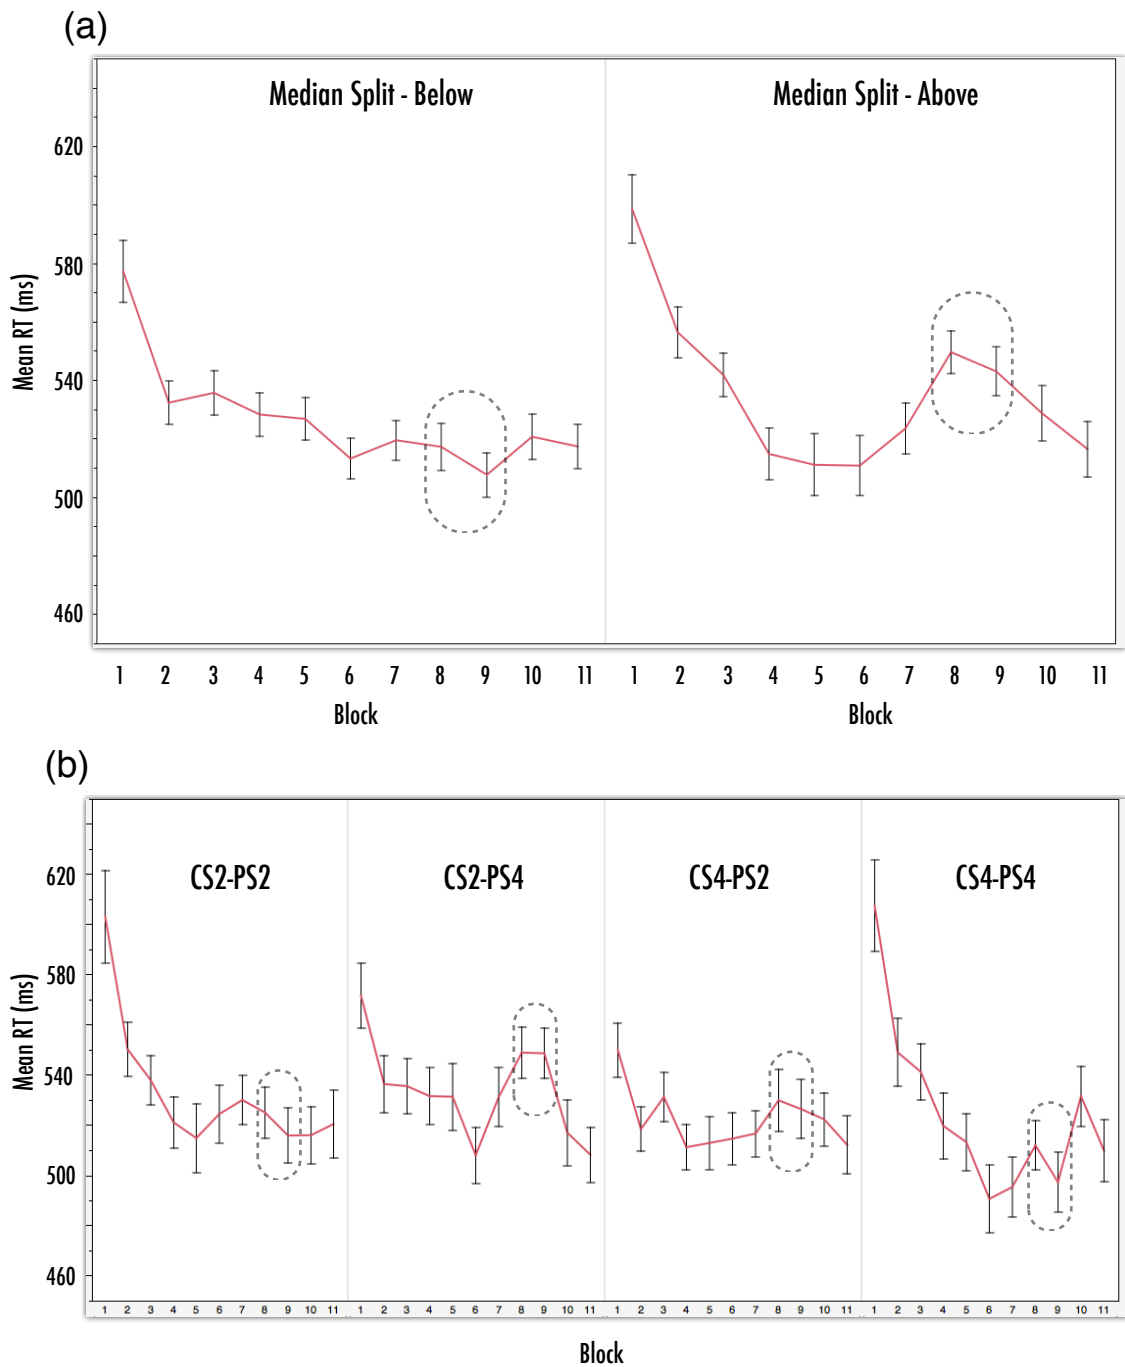 (a)
Median Split - Below
Median Split - Above
620
580
540
500
460
Mean RT (ms)
1 2 3 4 5 6 7 8 9 10 11
1 2 3 4 5 6 7 8 9 10 11
Block
Block
(b)
CS2-PS2
CS2-PS4
CS4-PS2
CS4-PS4
620
580
540
500
460
Mean RT (ms)
1 2 3 4 5 6 7 8 9 10 11
1 2 3 4 5 6 7 8 9 10 11
1 2 3 4 5 6 7 8 9 10 11
1 2 3 4 5 6 7 8 9 10 11
Block